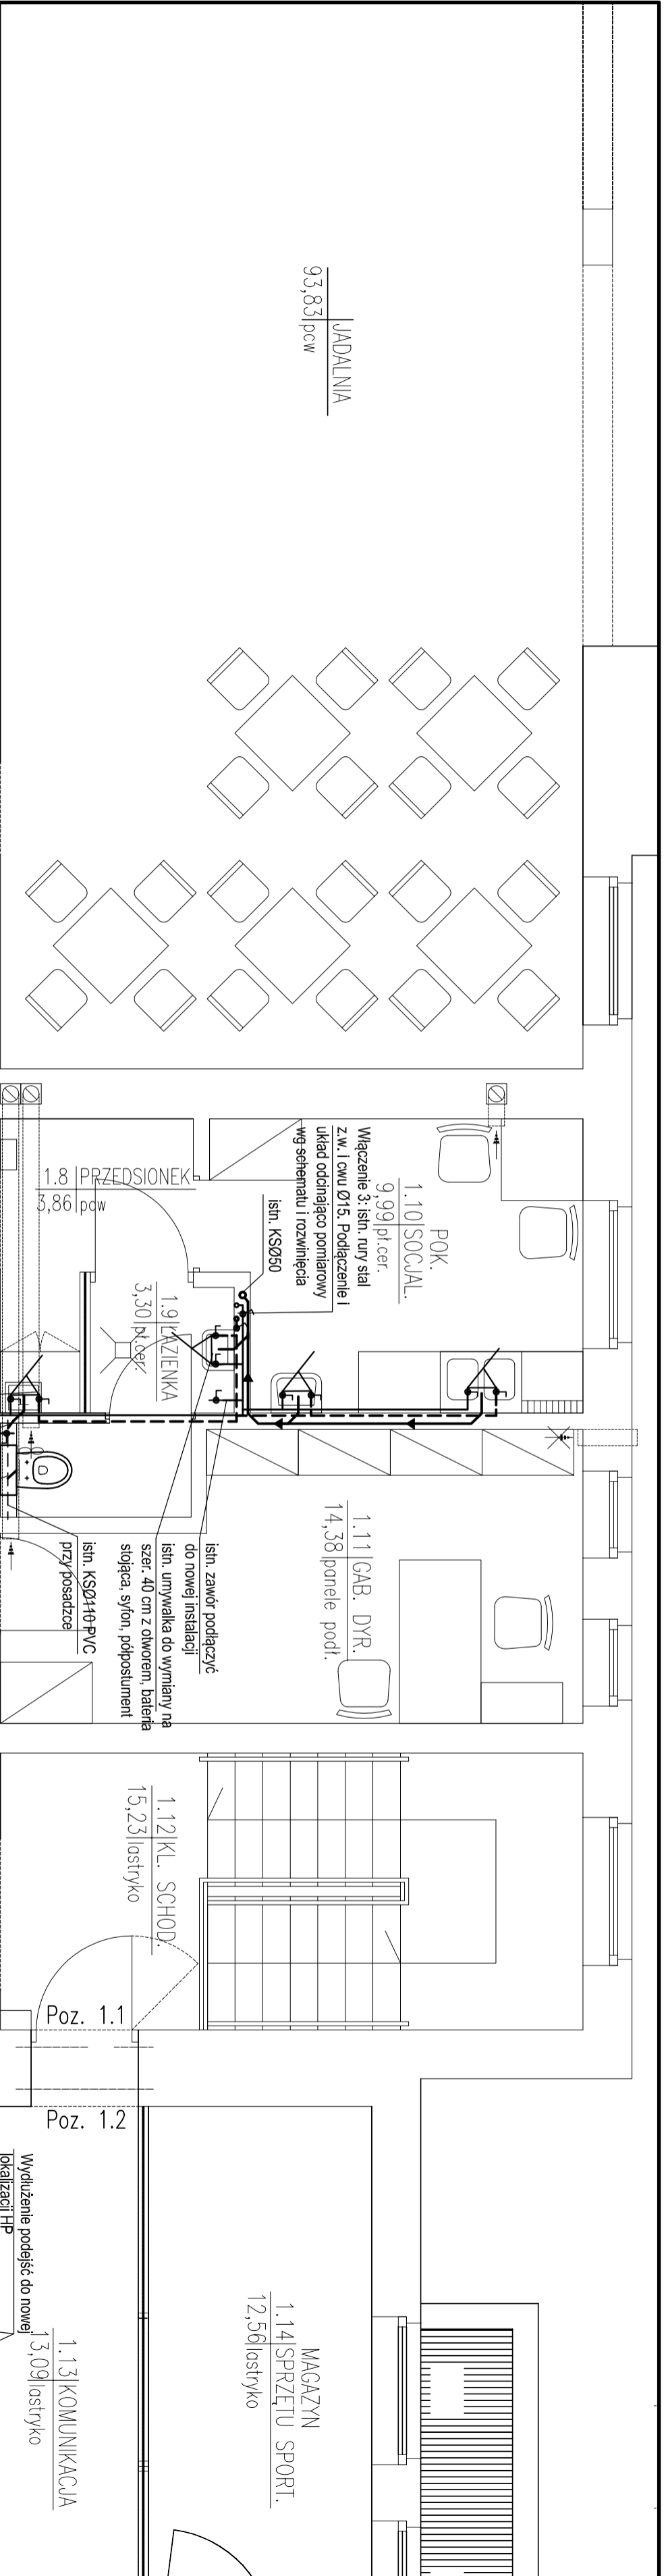 JADALNIA
93,83 pcw
POK.
1.10 SOCJAL.
9,99 pł.cer.
Włączenie 3: istn. rury stal
z.w. i cwu Ø15. Podłączenie i
układ odcinająco pomiarowy
wg schematu i rozwinięcia
istn. KSØ50
1.8 PRZEDSIONEK
3,86 pcw
1.9 ŁAZIENKA
3,30 pł.cer.
1.11 GAB. DYR.
14,38 panele podł.
istn. zawór podłączyć
do nowej instalacji
istn. umywalka do wymiany na
szer. 40 cm z otworem, bateria
stojąca, syfon, półpostument
istn. KSØ110 PVC
przy posadzce
1.12 KL. SCHOD.
15,23 lastryko
Poz. 1.1
Poz. 1.2
MAGAZYN
1.14 SPRZĘTU SPORT.
12,56 lastryko
Wydłużenie podejść do nowej
lokalizacji HP
1.13 KOMUNIKACJA
13,09 lastryko